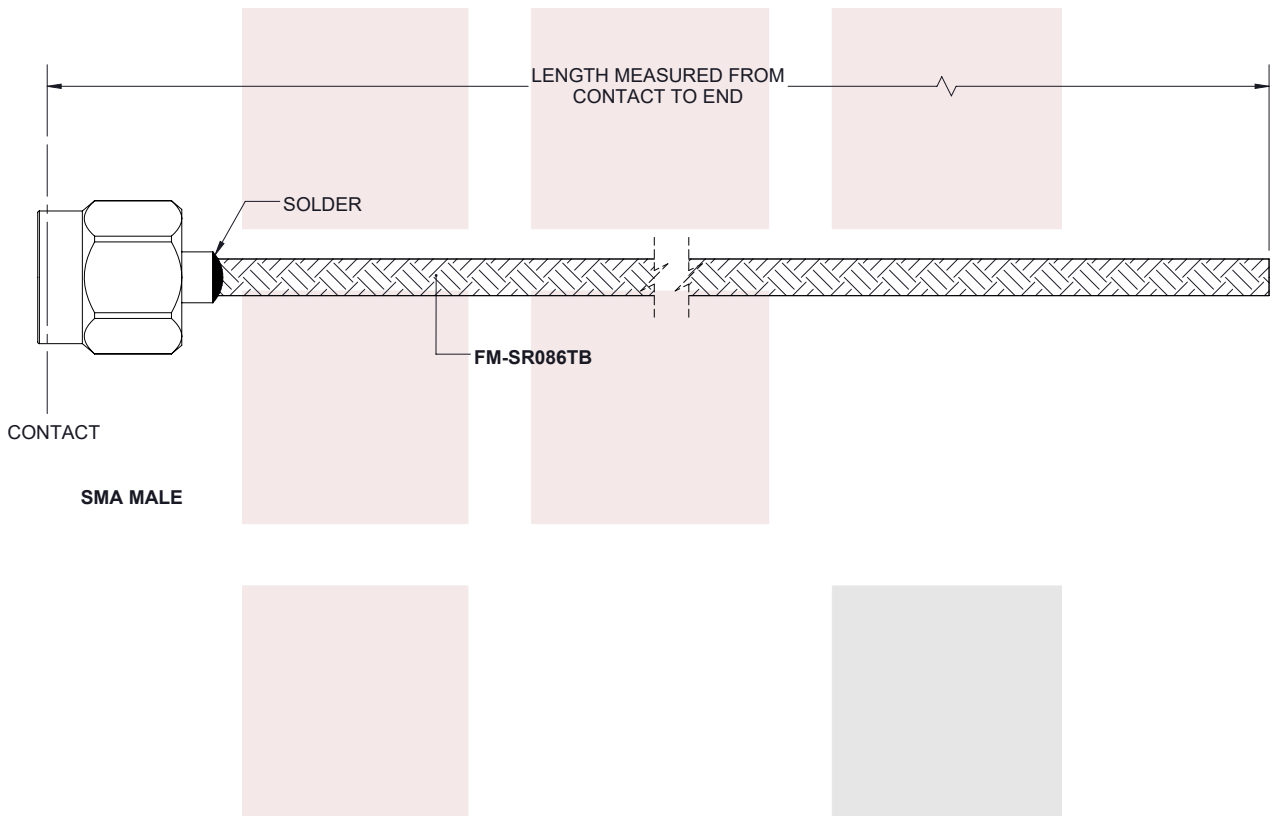 LENGTH MEASURED FROM
CONTACT TO END
SOLDER
FM-SR086TB
CONTACT
SMA MALE